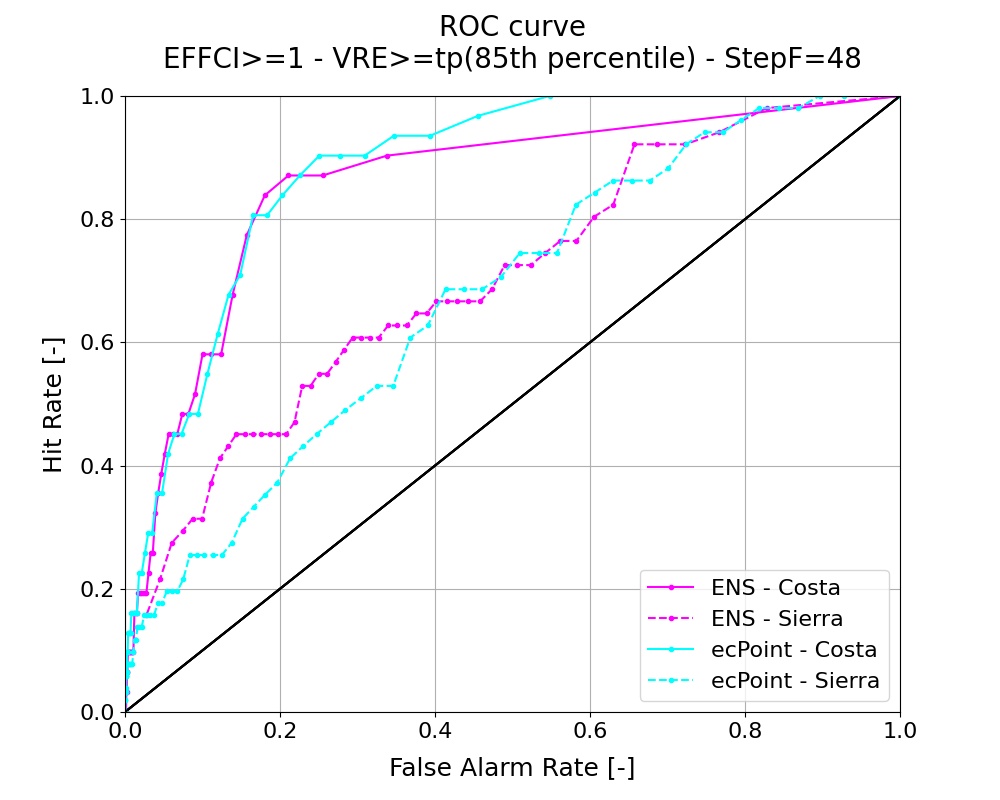 ROC curve
EFFCI>=1 - VRE>=tp(85th percentile) - StepF=48
1.0
0.8
0.6
0.4
0.2
0.0
Hit Rate [-]
0.0 0.2 0.4 0.6 0.8 1.0
False Alarm Rate [-]
ENS - Costa
ENS - Sierra
ecPoint - Costa
ecPoint - Sierra